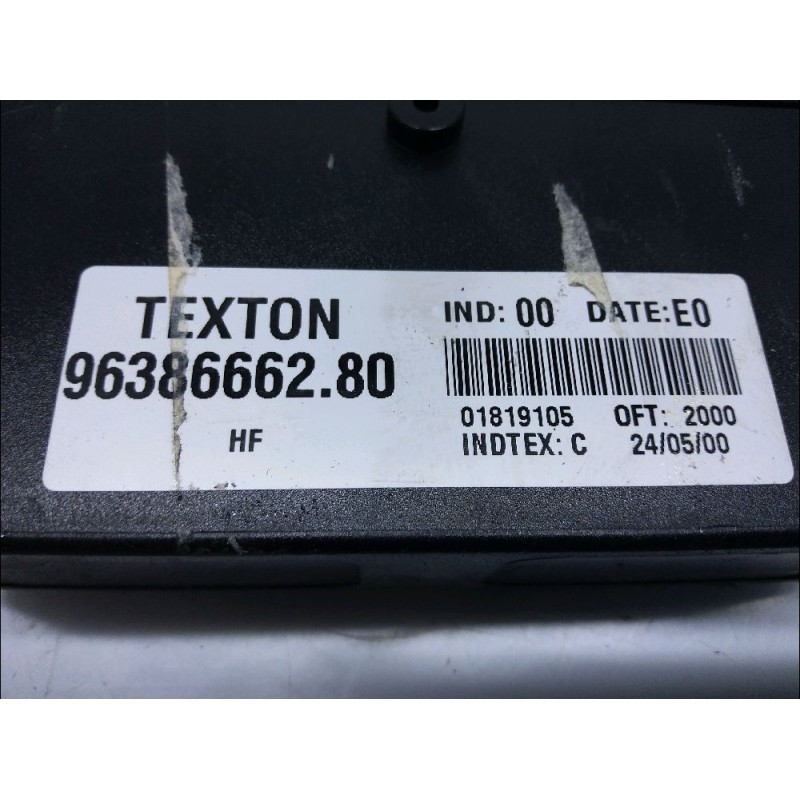 TEXTON
96386662.80
HF
IND: 00 DATE: E0
01819105 OFT: 2000
INDTEX: C 24/05/00